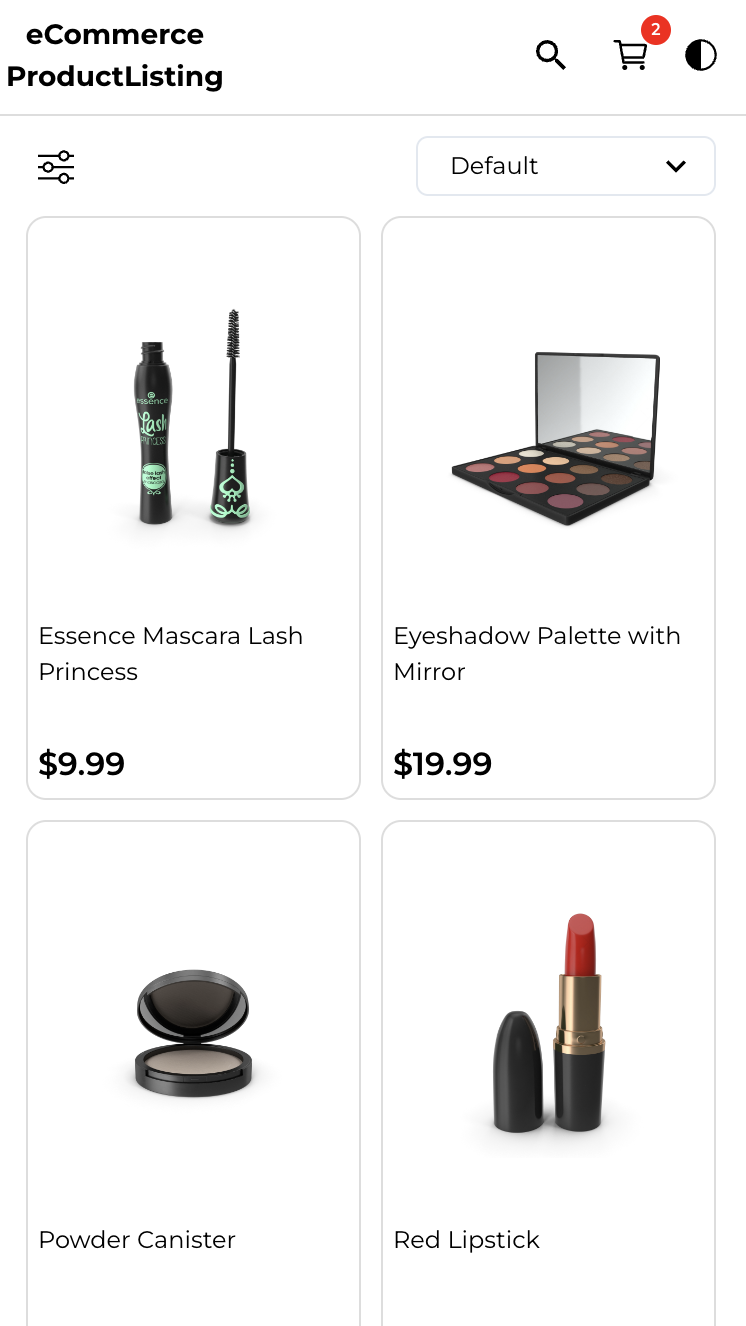 eCommerce
ProductListing
2
Default
essence
Lash
PRINCESS
Essence Mascara Lash
Princess
Eyeshadow Palette with
Mirror
$9.99
$19.99
Powder Canister
Red Lipstick